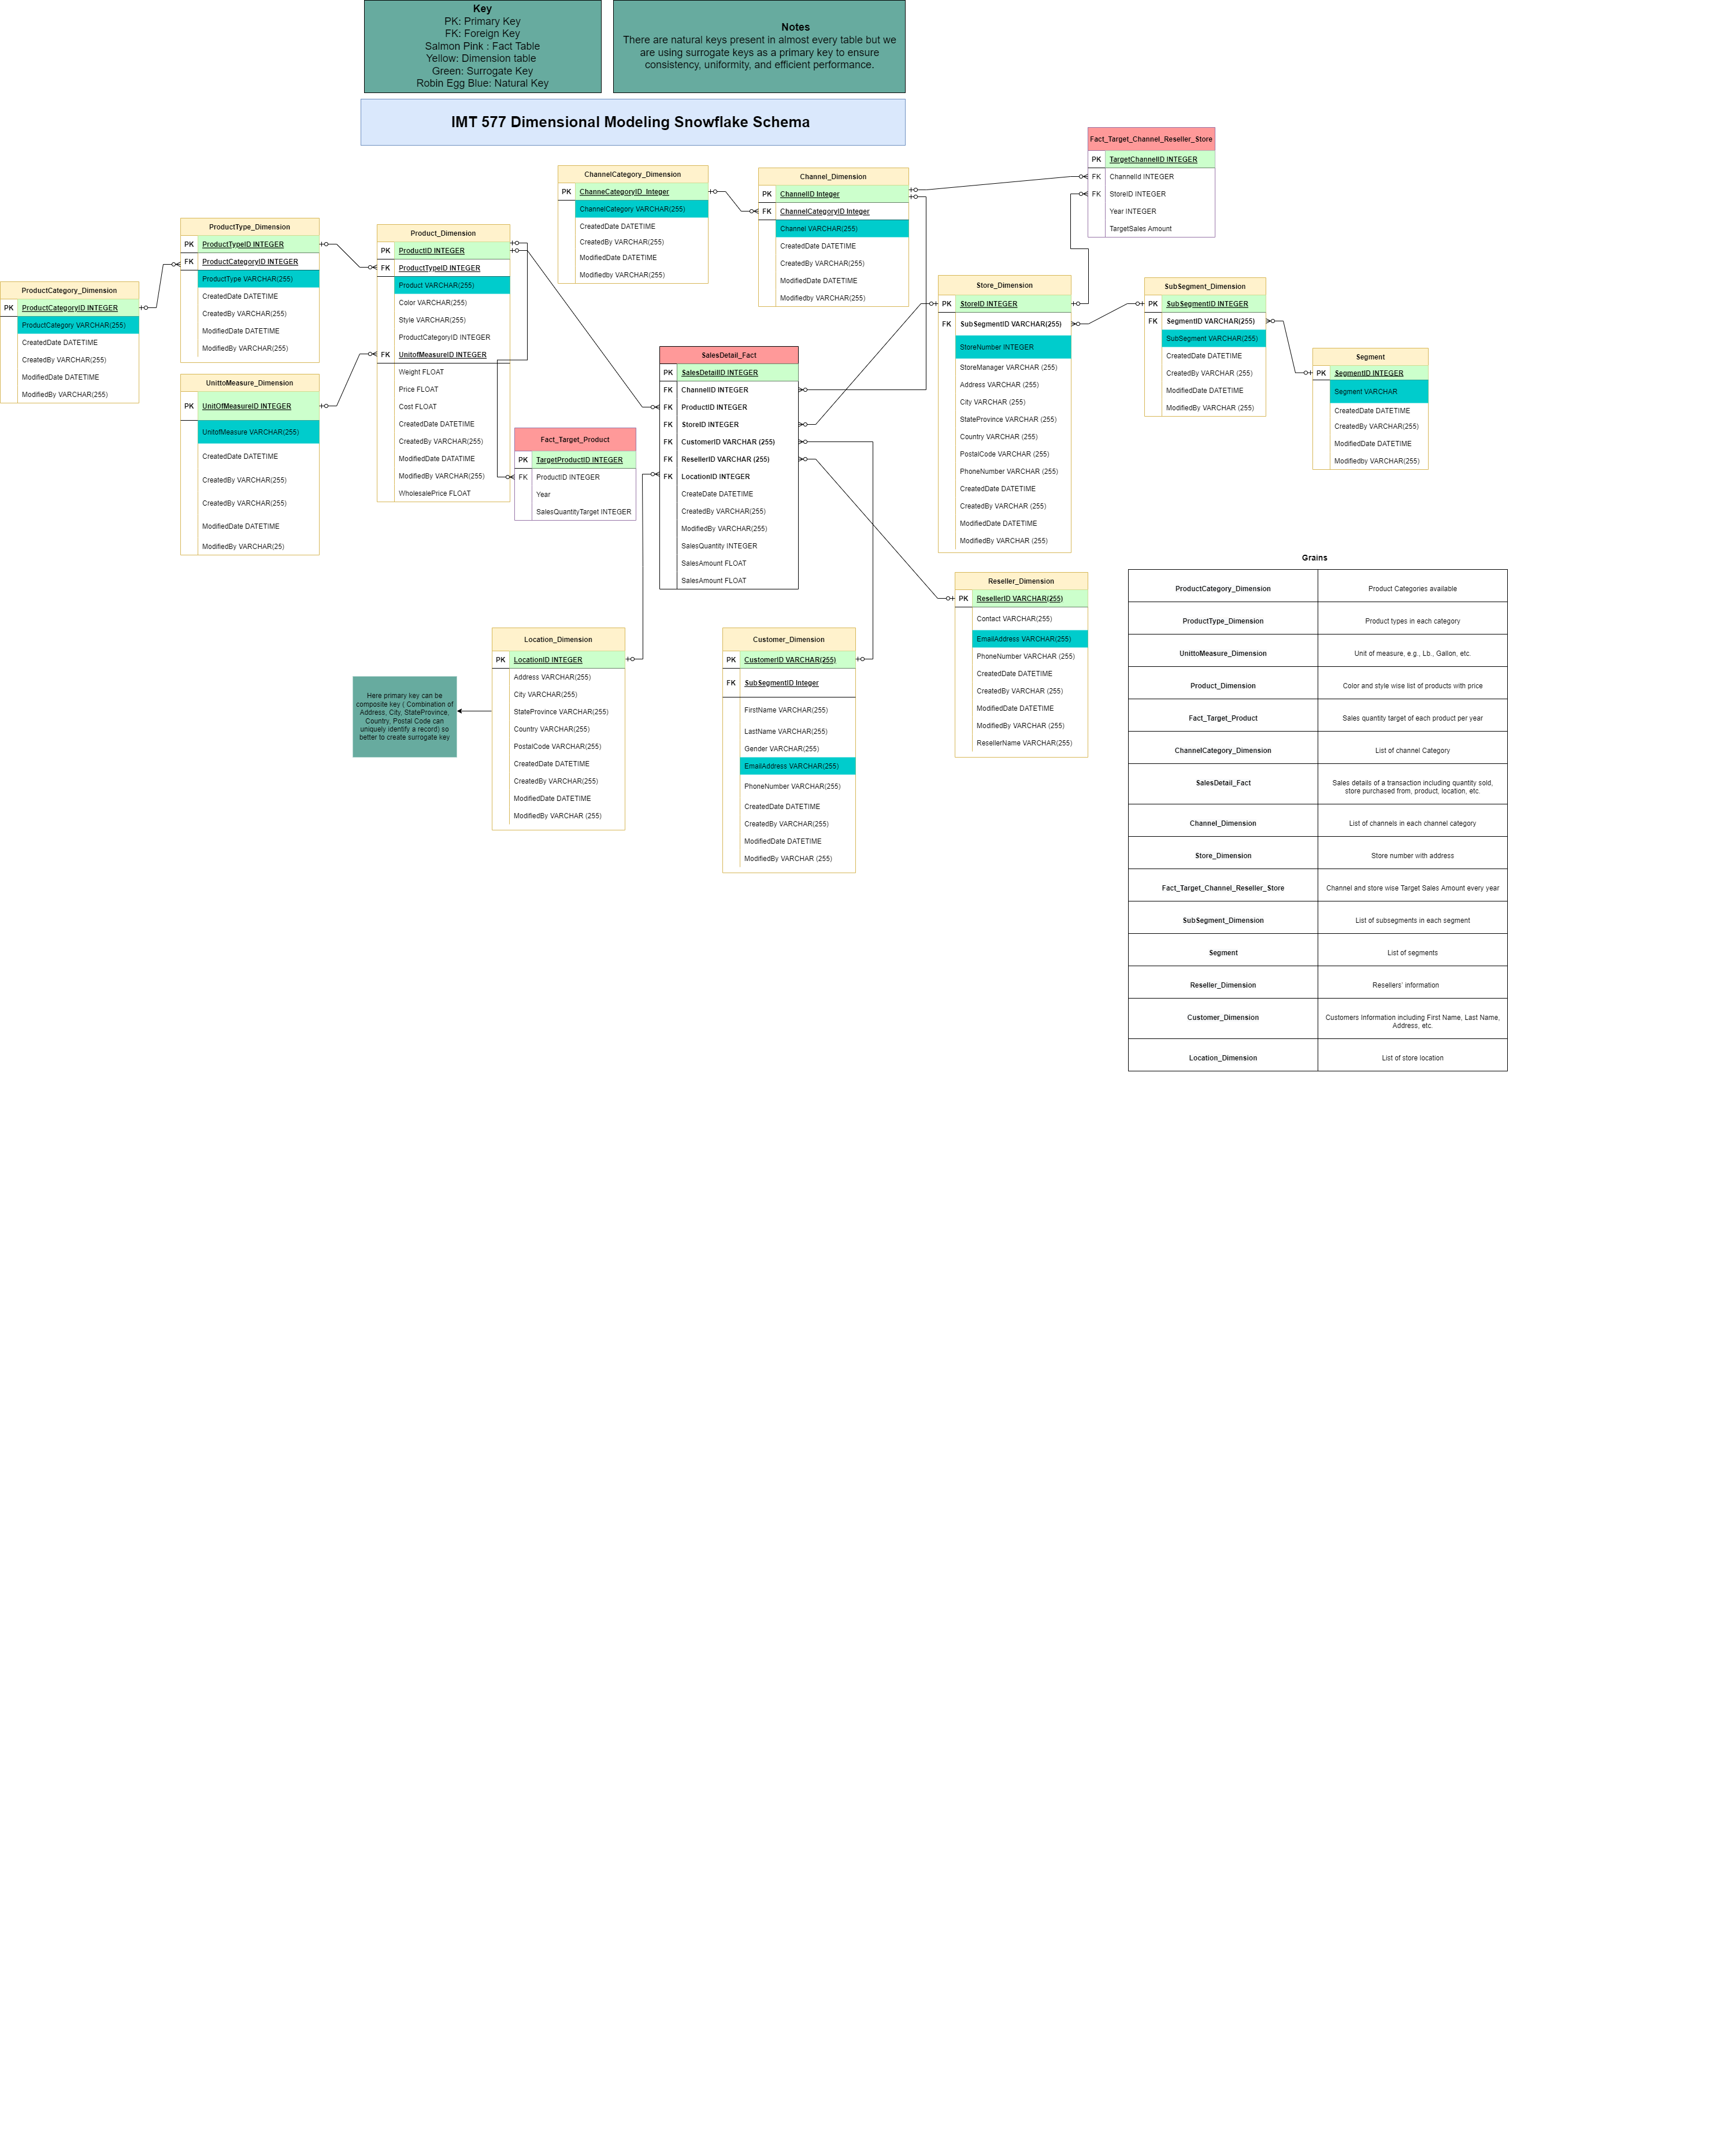 Key
PK: Primary Key
FK: Foreign Key
Salmon Pink : Fact Table
Yellow: Dimension table
Green: Surrogate Key
Robin Egg Blue: Natural Key
Notes
There are natural keys present in almost every table but we
are using surrogate keys as a primary key to ensure
consistency, uniformity, and efficient performance.
IMT 577 Dimensional Modeling Snowflake Schema
Fact_Target_Channel_Reseller_Store
PK TargetChannelID INTEGER
FK ChannelId INTEGER
FK StoreID INTEGER
Year INTEGER
TargetSales Amount
ChannelCategory_Dimension
PK ChanneCategoryID Integer
ChannelCategory VARCHAR(255)
CreatedDate DATETIME
CreatedBy VARCHAR(255)
ModifiedDate DATETIME
Modifiedby VARCHAR(255)
Channel_Dimension
PK ChannelID Integer
FK ChannelCategoryID Integer
Channel VARCHAR(255)
CreatedDate DATETIME
CreatedBy VARCHAR(255)
ModifiedDate DATETIME
Modifiedby VARCHAR(255)
ProductType_Dimension
PK ProductTypeID INTEGER
FK ProductCategoryID INTEGER
ProductType VARCHAR(255)
CreatedDate DATETIME
CreatedBy VARCHAR(255)
ModifiedDate DATETIME
ModifiedBy VARCHAR(255)
Product_Dimension
PK ProductID INTEGER
FK ProductTypeID INTEGER
Product VARCHAR(255)
Color VARCHAR(255)
Style VARCHAR(255)
ProductCategoryID INTEGER
FK UnitofMeasureID INTEGER
Weight FLOAT
Price FLOAT
Cost FLOAT
CreatedDate DATETIME
CreatedBy VARCHAR(255)
ModifiedDate DATATIME
ModifiedBy VARCHAR(255)
WholesalePrice FLOAT
ProductCategory_Dimension
PK ProductCategoryID INTEGER
ProductCategory VARCHAR(255)
CreatedDate DATETIME
CreatedBy VARCHAR(255)
ModifiedDate DATETIME
ModifiedBy VARCHAR(255)
UnittoMeasure_Dimension
PK UnitOfMeasureID INTEGER
UnitofMeasure VARCHAR(255)
CreatedDate DATETIME
CreatedBy VARCHAR(255)
CreatedBy VARCHAR(255)
ModifiedDate DATETIME
ModifiedBy VARCHAR(25)
Store_Dimension
PK StoreID INTEGER
FK SubSegmentID VARCHAR(255)
StoreNumber INTEGER
StoreManager VARCHAR (255)
Address VARCHAR (255)
City VARCHAR (255)
StateProvince VARCHAR (255)
Country VARCHAR (255)
PostalCode VARCHAR (255)
PhoneNumber VARCHAR (255)
CreatedDate DATETIME
CreatedBy VARCHAR (255)
ModifiedDate DATETIME
ModifiedBy VARCHAR (255)
SubSegment_Dimension
PK SubSegmentID INTEGER
FK SegmentID VARCHAR(255)
SubSegment VARCHAR(255)
CreatedDate DATETIME
CreatedBy VARCHAR (255)
ModifiedDate DATETIME
ModifiedBy VARCHAR (255)
Segment
PK SegmentID INTEGER
Segment VARCHAR
CreatedDate DATETIME
CreatedBy VARCHAR(255)
ModifiedDate DATETIME
Modifiedby VARCHAR(255)
SalesDetail_Fact
PK SalesDetailID INTEGER
FK ChannelID INTEGER
FK ProductID INTEGER
FK StoreID INTEGER
FK CustomerID VARCHAR (255)
FK ResellerID VARCHAR (255)
FK LocationID INTEGER
CreateDate DATETIME
CreatedBy VARCHAR(255)
ModifiedBy VARCHAR(255)
SalesQuantity INTEGER
SalesAmount FLOAT
SalesAmount FLOAT
Fact_Target_Product
PK TargetProductID INTEGER
FK ProductID INTEGER
Year
SalesQuantityTarget INTEGER
Reseller_Dimension
PK ResellerID VARCHAR(255)
Contact VARCHAR(255)
EmailAddress VARCHAR(255)
PhoneNumber VARCHAR (255)
CreatedDate DATETIME
CreatedBy VARCHAR (255)
ModifiedDate DATETIME
ModifiedBy VARCHAR (255)
ResellerName VARCHAR(255)
Location_Dimension
PK LocationID INTEGER
Address VARCHAR(255)
City VARCHAR(255)
StateProvince VARCHAR(255)
Country VARCHAR(255)
PostalCode VARCHAR(255)
CreatedDate DATETIME
CreatedBy VARCHAR(255)
ModifiedDate DATETIME
ModifiedBy VARCHAR (255)
Customer_Dimension
PK CustomerID VARCHAR(255)
FK SubSegmentID Integer
FirstName VARCHAR(255)
LastName VARCHAR(255)
Gender VARCHAR(255)
EmailAddress VARCHAR(255)
PhoneNumber VARCHAR(255)
CreatedDate DATETIME
CreatedBy VARCHAR(255)
ModifiedDate DATETIME
ModifiedBy VARCHAR (255)
Here primary key can be
composite key ( Combination of
Address, City, StateProvince,
Country, Postal Code can
uniquely identify a record) so
better to create surrogate key
Grains
ProductCategory_Dimension Product Categories available
ProductType_Dimension Product types in each category
UnittoMeasure_Dimension Unit of measure, e.g., Lb., Gallon, etc.
Product_Dimension Color and style wise list of products with price
Fact_Target_Product Sales quantity target of each product per year
ChannelCategory_Dimension List of channel Category
SalesDetail_Fact Sales details of a transaction including quantity sold,
store purchased from, product, location, etc.
Channel_Dimension List of channels in each channel category
Store_Dimension Store number with address
Fact_Target_Channel_Reseller_Store Channel and store wise Target Sales Amount every year
SubSegment_Dimension List of subsegments in each segment
Segment List of segments
Reseller_Dimension Resellers' information
Customer_Dimension Customers Information including First Name, Last Name,
Address, etc.
Location_Dimension List of store location